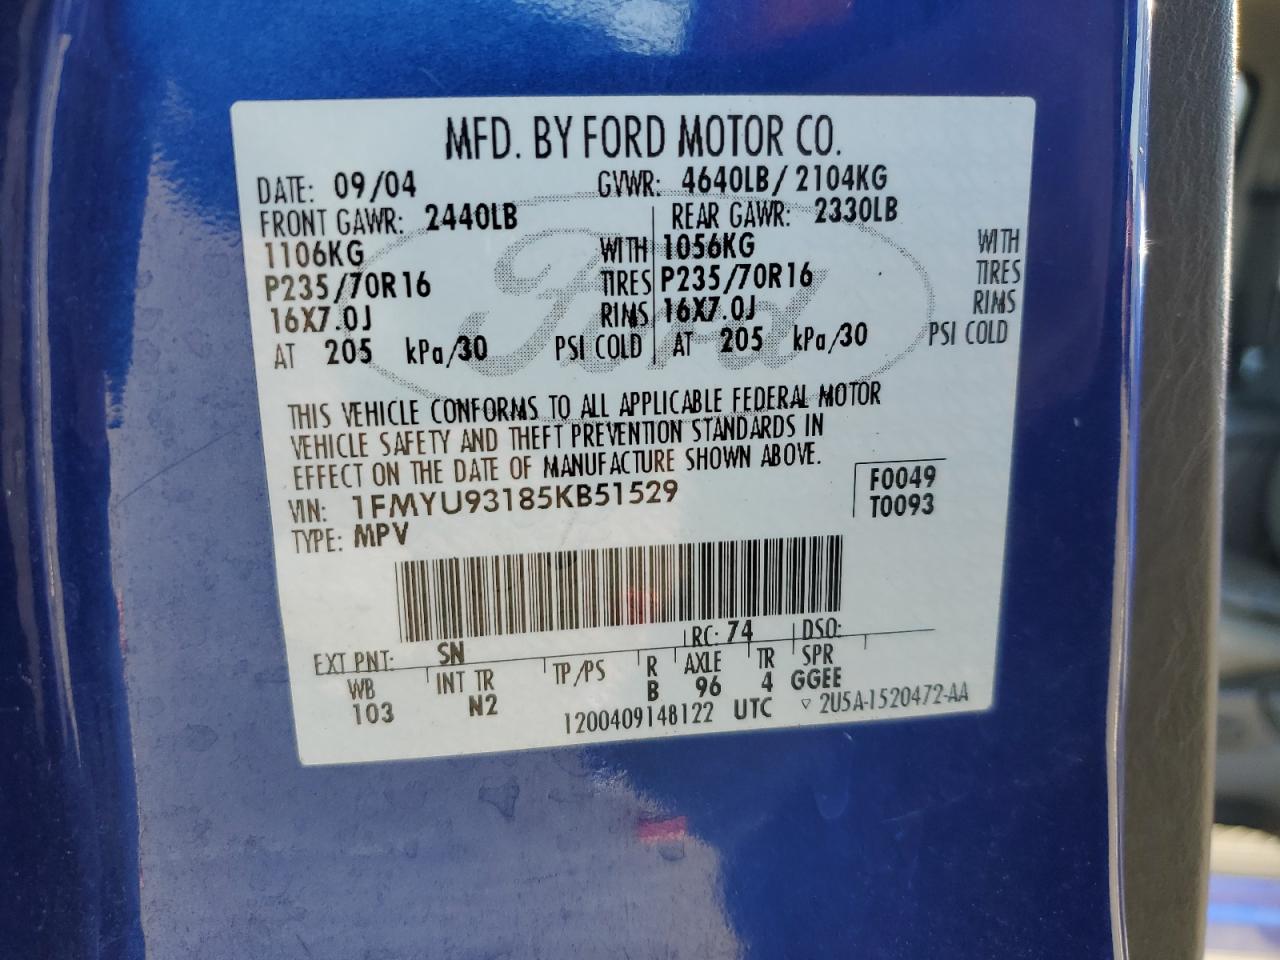 MFD. BY FORD MOTOR CO.
DATE: 09/04 GVWR: 4640LB/ 2104KG
FRONT GAWR: 2440LB REAR GAWR: 2330LB
1106KG WITH 1056KG WITH
P235/70R16 TIRES P235/70R16 TIRES
16X7.0J RIMS 16X7.0J RIMS
AT 205 kPa/30 PSI COLD AT 205 kPa/30 PSI COLD
Ford
THIS VEHICLE CONFORMS TO ALL APPLICABLE FEDERAL MOTOR
VEHICLE SAFETY AND THEFT PREVENTION STANDARDS IN
EFFECT ON THE DATE OF MANUFACTURE SHOWN ABOVE.
VIN: 1FMYU93185KB51529 F0049
TYPE: MPV T0093
EXT PNT: SN RC: 74 DSO:
WB INT TR TP/PS R AXLE TR SPR
103 N2 B 96 4 GGEE
1200409148122 UTC ▽ 2U5A-1520472-AA